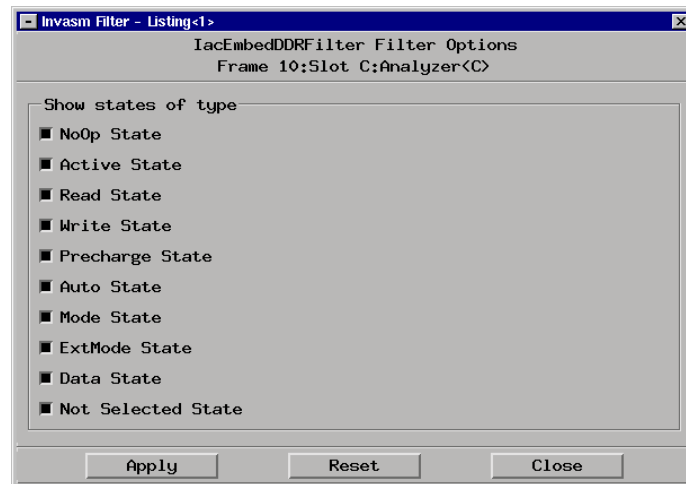 Invasm Filter - Listing<1>
IacEmbedDDRFilter Filter Options
Frame 10:Slot C:Analyzer<C>
Show states of type
NoOp State
Active State
Read State
Write State
Precharge State
Auto State
Mode State
ExtMode State
Data State
Not Selected State
Apply Reset Close